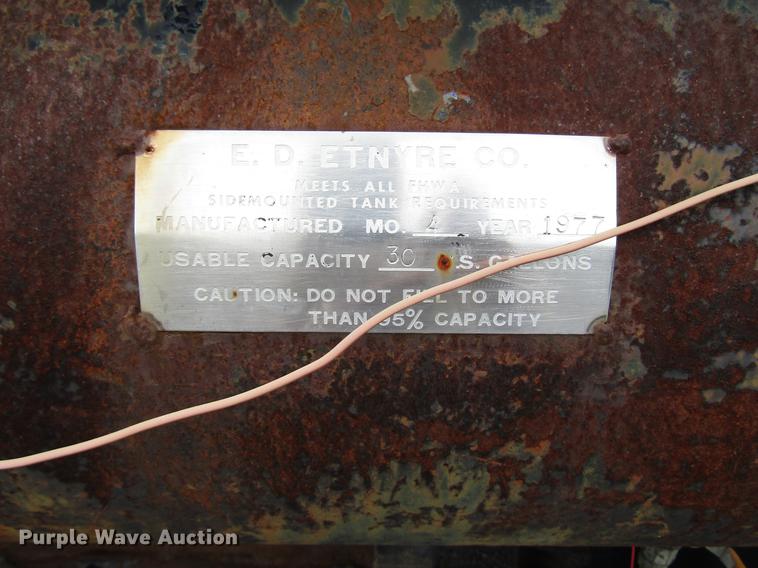 E. D. ETNYRE CO.
MEETS ALL FHWA
SIDEMOUNTED TANK REQUIREMENTS
MANUFACTURED MO. 4 YEAR 1977
USABLE CAPACITY 30 U.S. GALLONS
CAUTION: DO NOT FILL TO MORE
THAN 95% CAPACITY
Purple Wave Auction